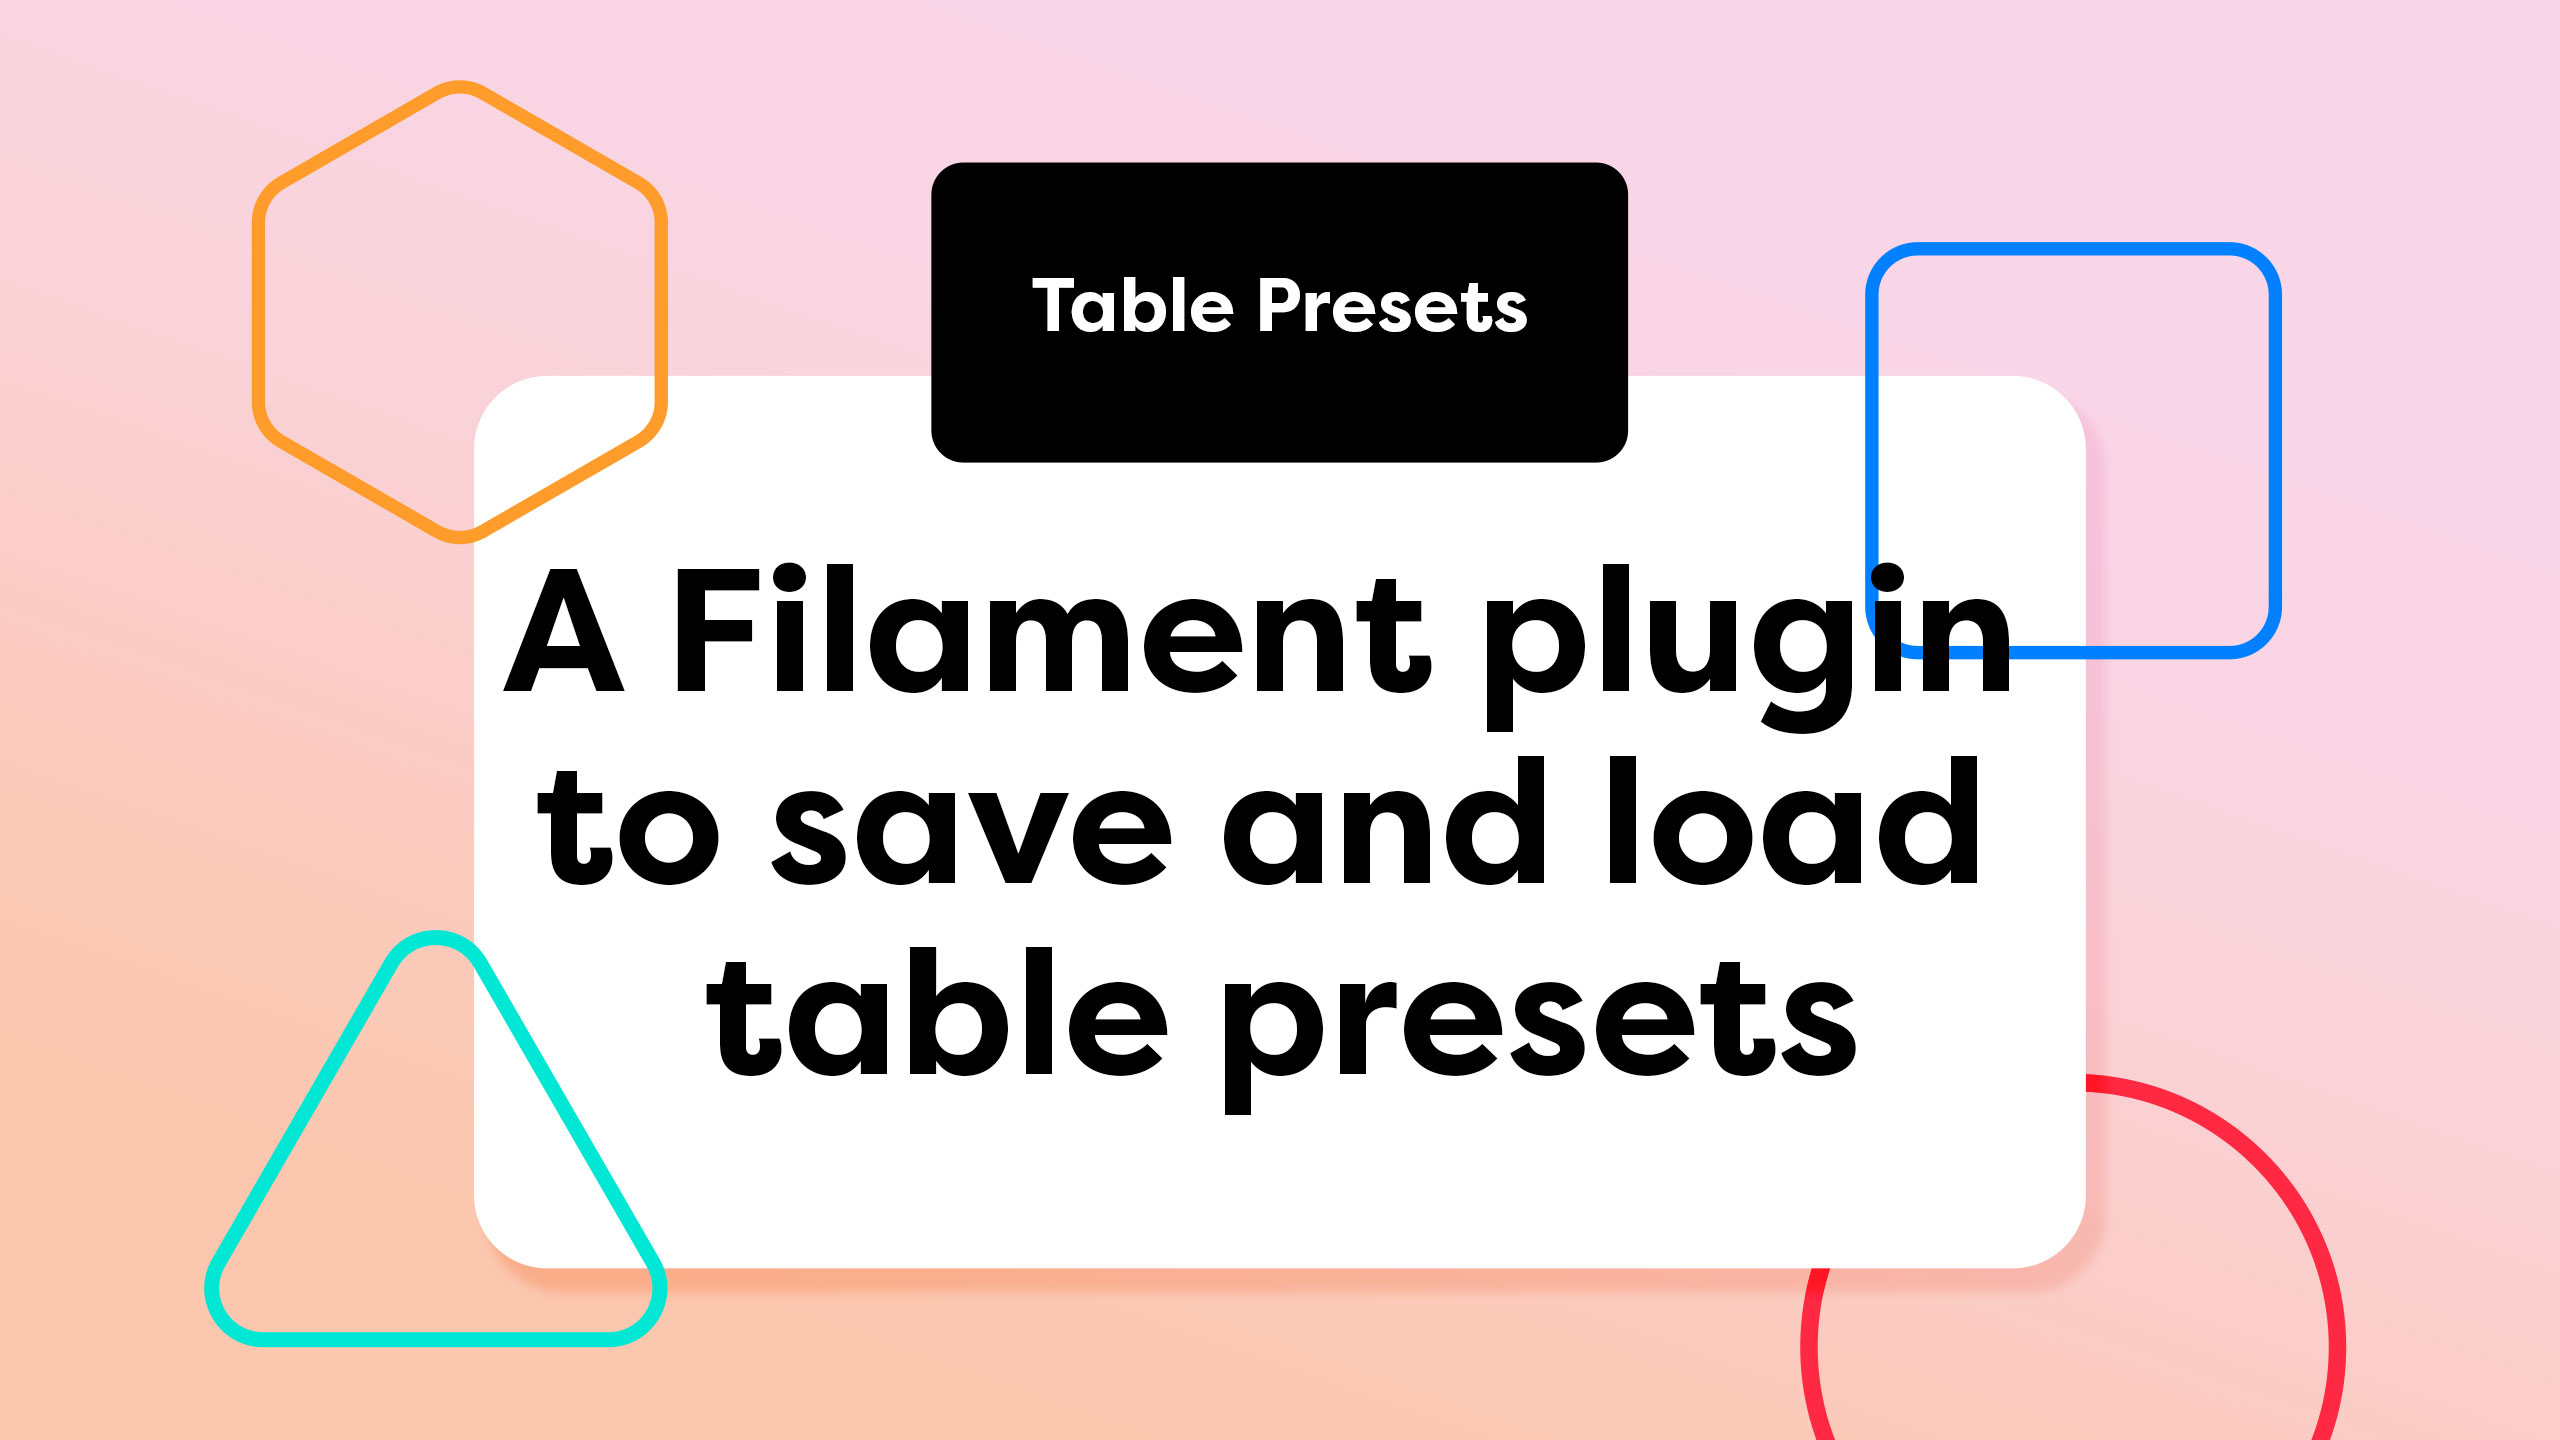 Table Presets
A Filament plugin
to save and load
table presets